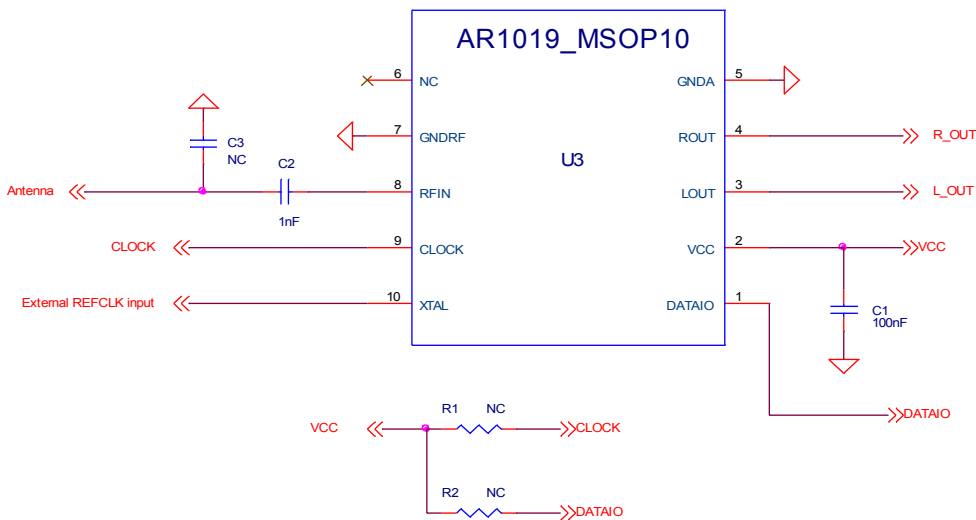 AR1019_MSOP10
6 NC
GNDA 5
C3
NC
7 GNDRF
ROUT 4
R_OUT
U3
C2
Antenna
1nF
8 RFIN
LOUT 3
L_OUT
CLOCK
9 CLOCK
VCC 2
VCC
External REFCLK input
10 XTAL
DATAIO 1
C1
100nF
R1 NC
VCC
CLOCK
DATAIO
R2 NC
DATAIO